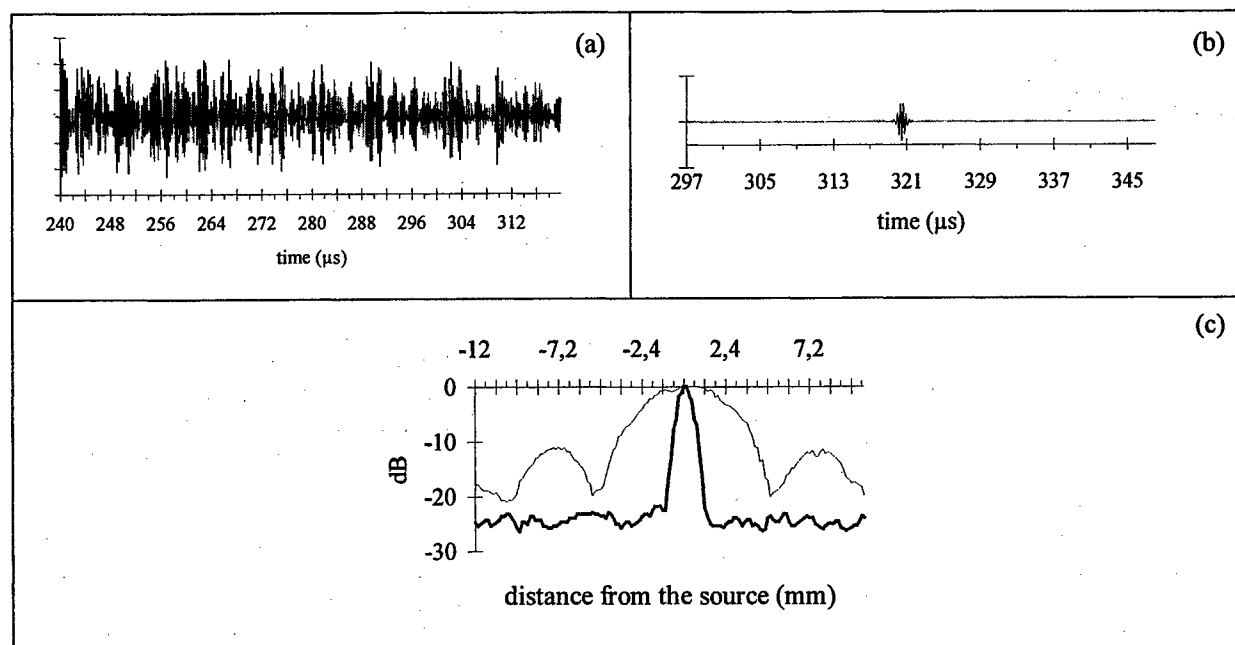 (a)
240 248 256 264 272 280 288 296 304 312
time (µs)
(b)
297 305 313 321 329 337 345
time (µs)
(c)
-12 -7,2 -2,4 2,4 7,2
0
-10
-20
-30
dB
distance from the source (mm)